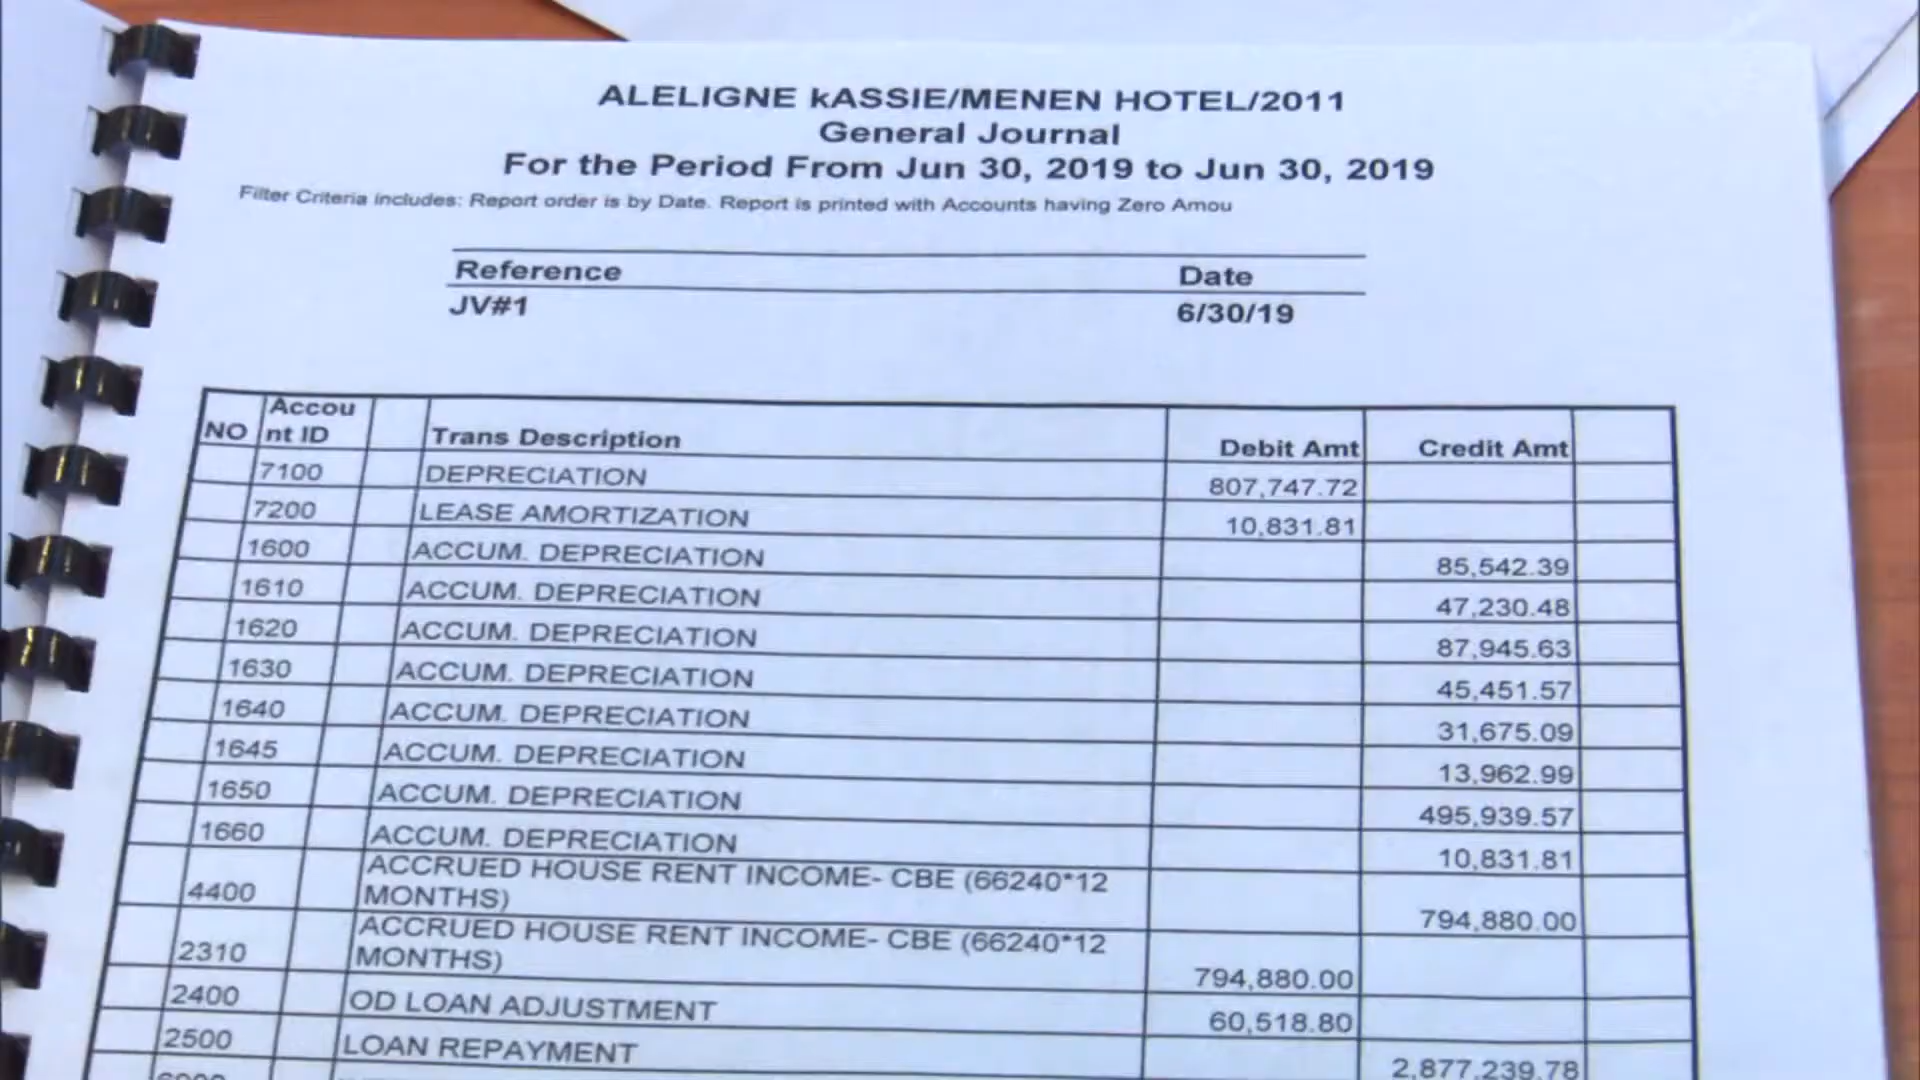 ALELIGNE kASSIE/MENEN HOTEL/2011
General Journal
For the Period From Jun 30, 2019 to Jun 30, 2019
Filter Criteria includes: Report order is by Date. Report is printed with Accounts having Zero Amou
Reference Date
JV#1 6/30/19
NO Accou
nt ID Trans Description Debit Amt Credit Amt
7100 DEPRECIATION 807,747.72
7200 LEASE AMORTIZATION 10,831.81
1600 ACCUM. DEPRECIATION 85,542.39
1610 ACCUM. DEPRECIATION 47,230.48
1620 ACCUM. DEPRECIATION 87,945.63
1630 ACCUM. DEPRECIATION 45,451.57
1640 ACCUM. DEPRECIATION 31,675.09
1645 ACCUM. DEPRECIATION 13,962.99
1650 ACCUM. DEPRECIATION 495,939.57
1660 ACCUM. DEPRECIATION 10,831.81
ACCRUED HOUSE RENT INCOME- CBE (66240*12
4400 MONTHS) 794,880.00
ACCRUED HOUSE RENT INCOME- CBE (66240*12
2310 MONTHS) 794,880.00
2400 OD LOAN ADJUSTMENT 60,518.80
2500 LOAN REPAYMENT 2,877,239.78